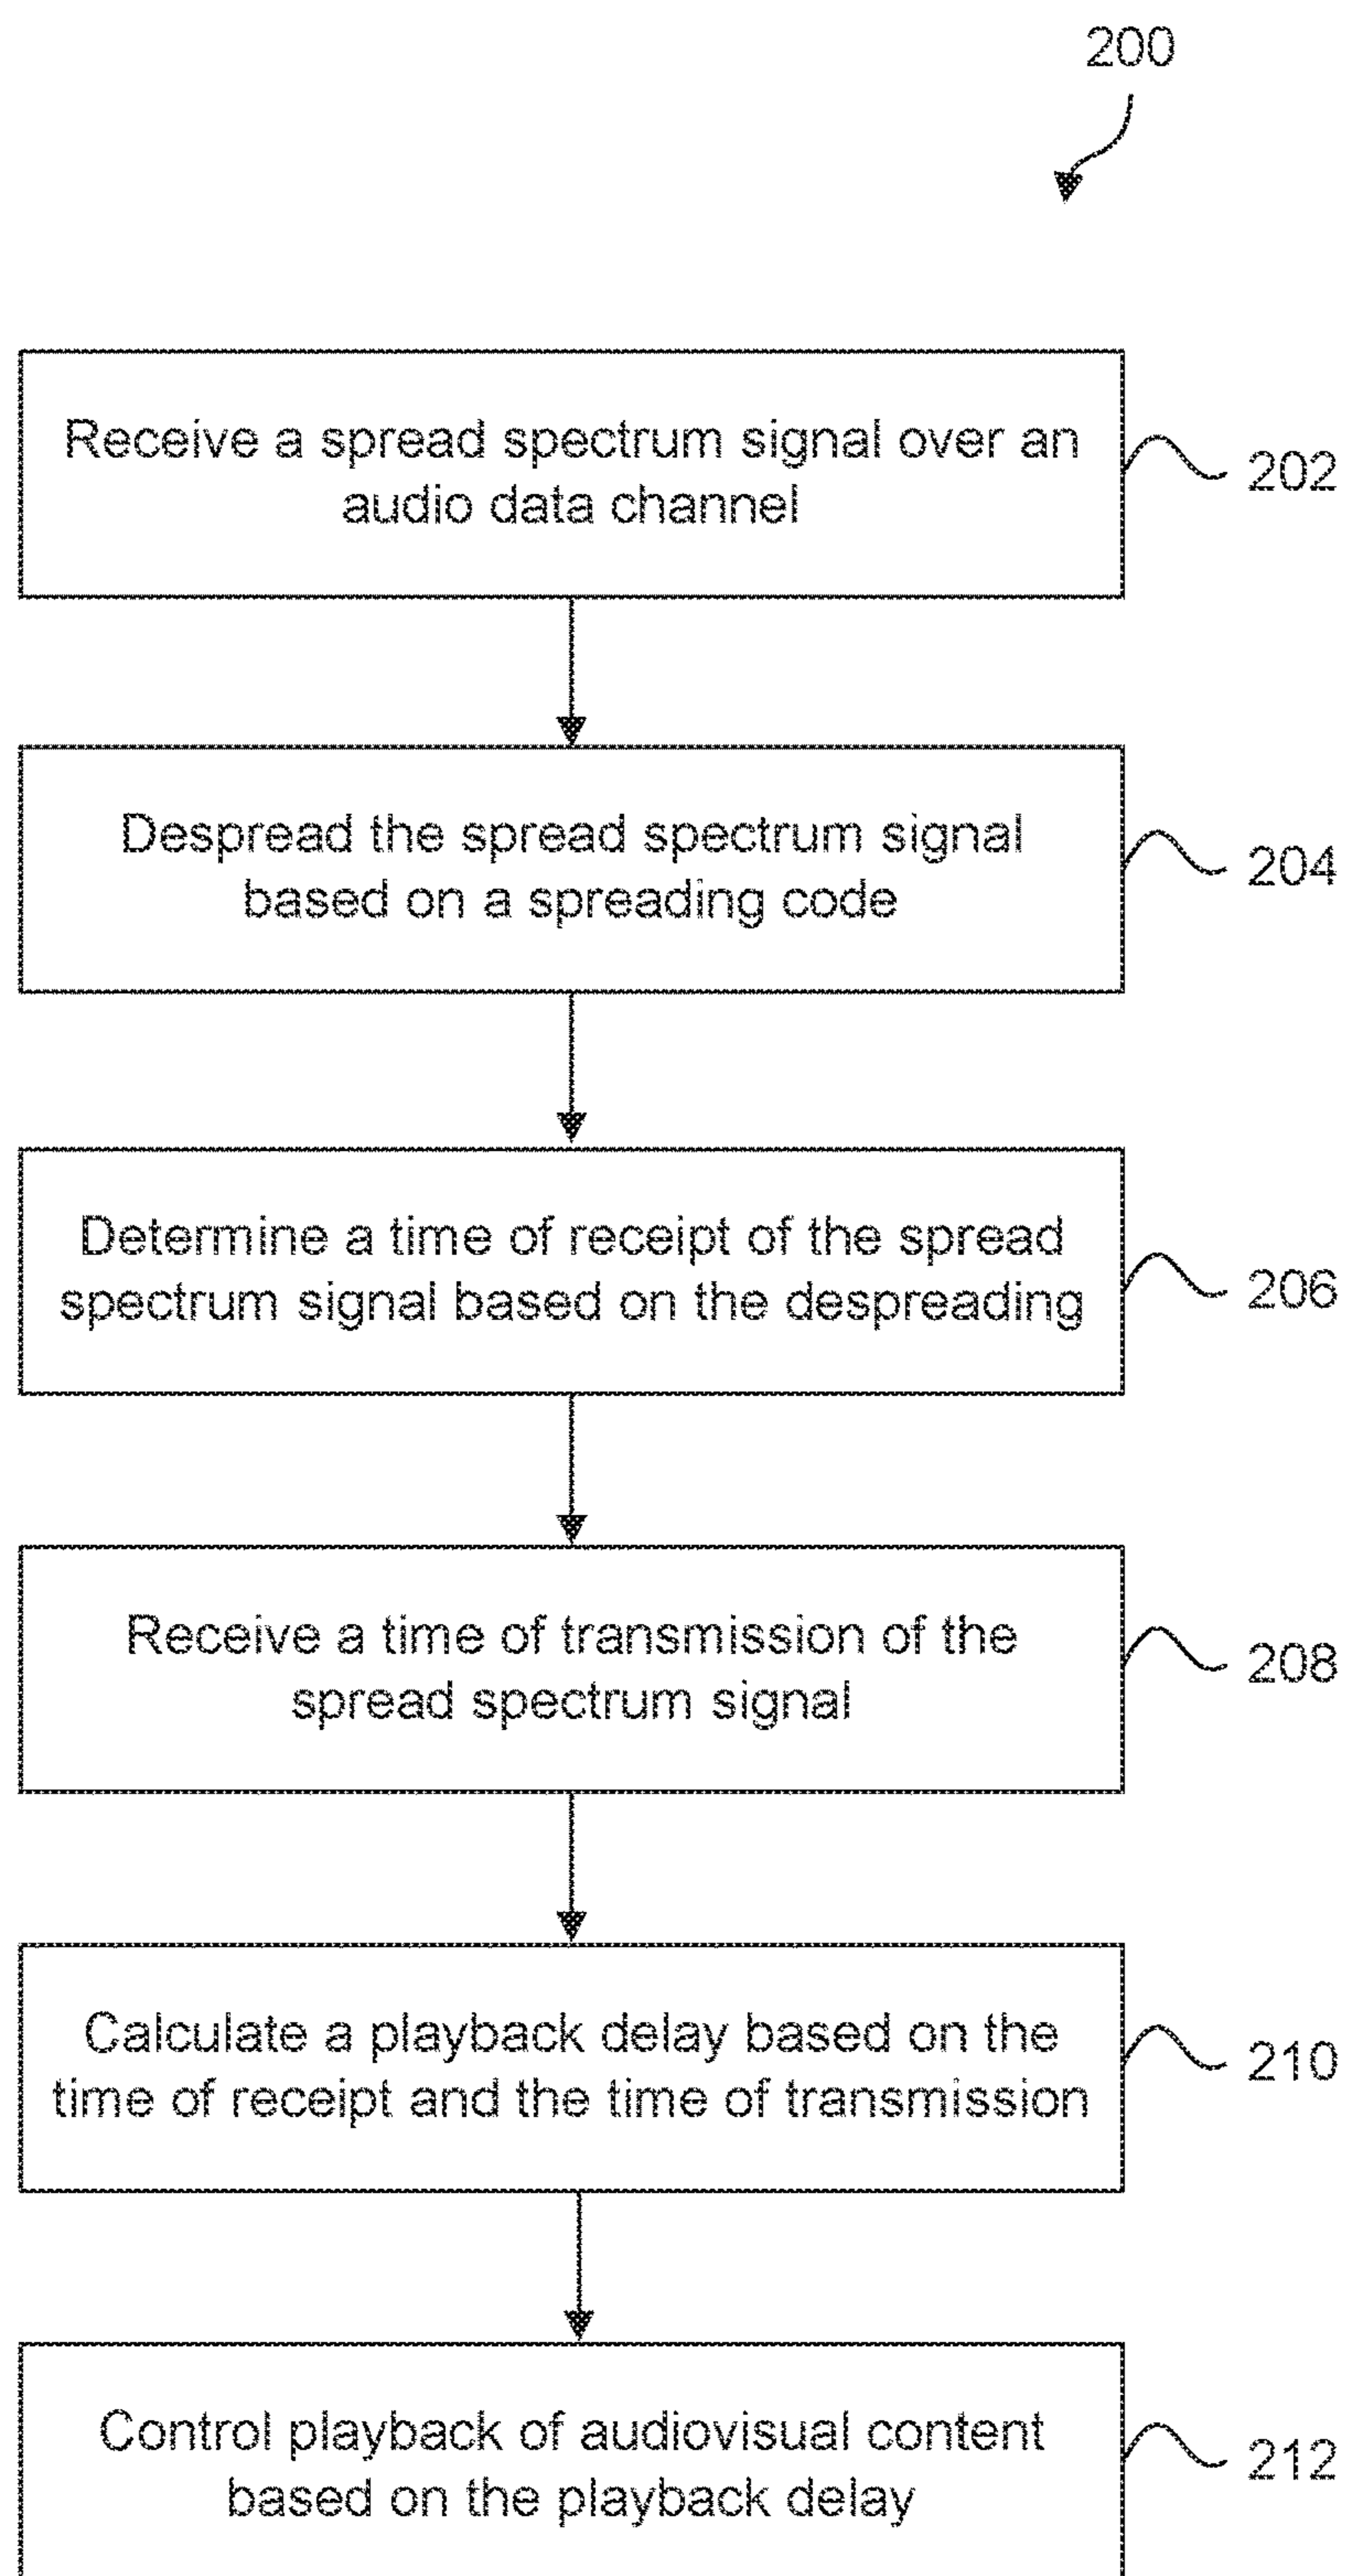 200
Receive a spread spectrum signal over an
audio data channel
202
Despread the spread spectrum signal
based on a spreading code
204
Determine a time of receipt of the spread
spectrum signal based on the despreading
206
Receive a time of transmission of the
spread spectrum signal
208
Calculate a playback delay based on the
time of receipt and the time of transmission
210
Control playback of audiovisual content
based on the playback delay
212